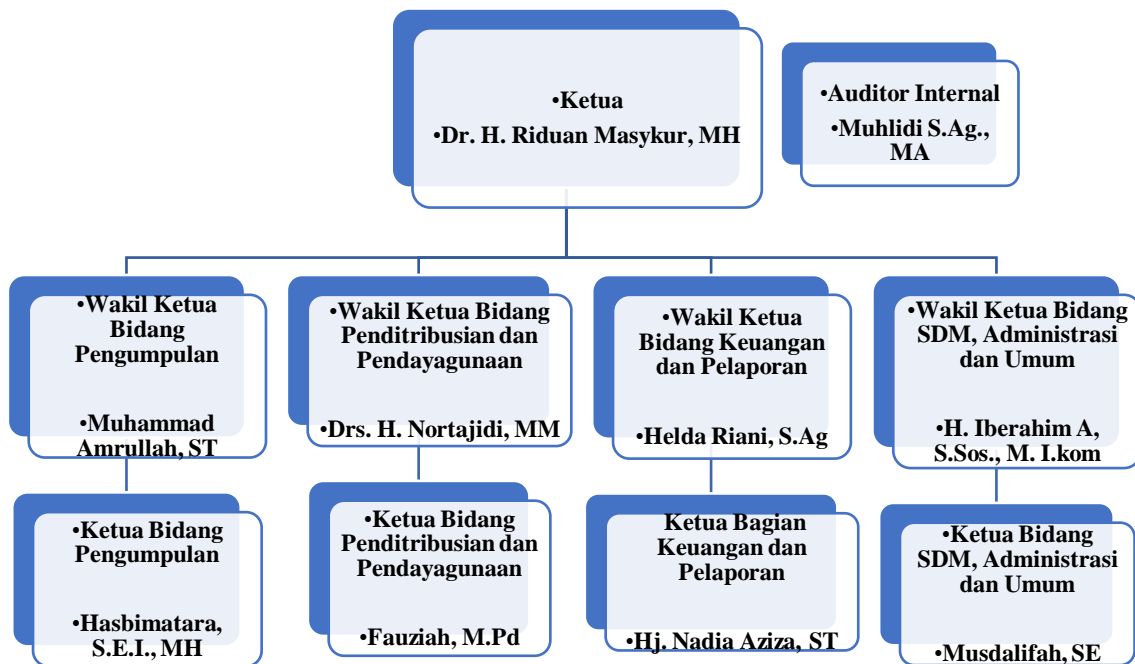 •Ketua
•Dr. H. Riduan Masykur, MH
•Auditor Internal
•Muhlidi S.Ag.,
MA
•Wakil Ketua
Bidang
Pengumpulan
•Muhammad
Amrullah, ST
•Wakil Ketua Bidang
Penditribusian dan
Pendayagunaan
•Drs. H. Nortajidi, MM
•Wakil Ketua
Bidang Keuangan
dan Pelaporan
•Helda Riani, S.Ag
•Wakil Ketua Bidang
SDM, Administrasi
dan Umum
•H. Iberahim A,
S.Sos., M. I.kom
•Ketua Bidang
Pengumpulan
•Hasbimatara,
S.E.I., MH
•Ketua Bidang
Penditribusian dan
Pendayagunaan
•Fauziah, M.Pd
Ketua Bagian
Keuangan dan
Pelaporan
•Hj. Nadia Aziza, ST
•Ketua Bidang
SDM, Administrasi
dan Umum
•Musdalifah, SE